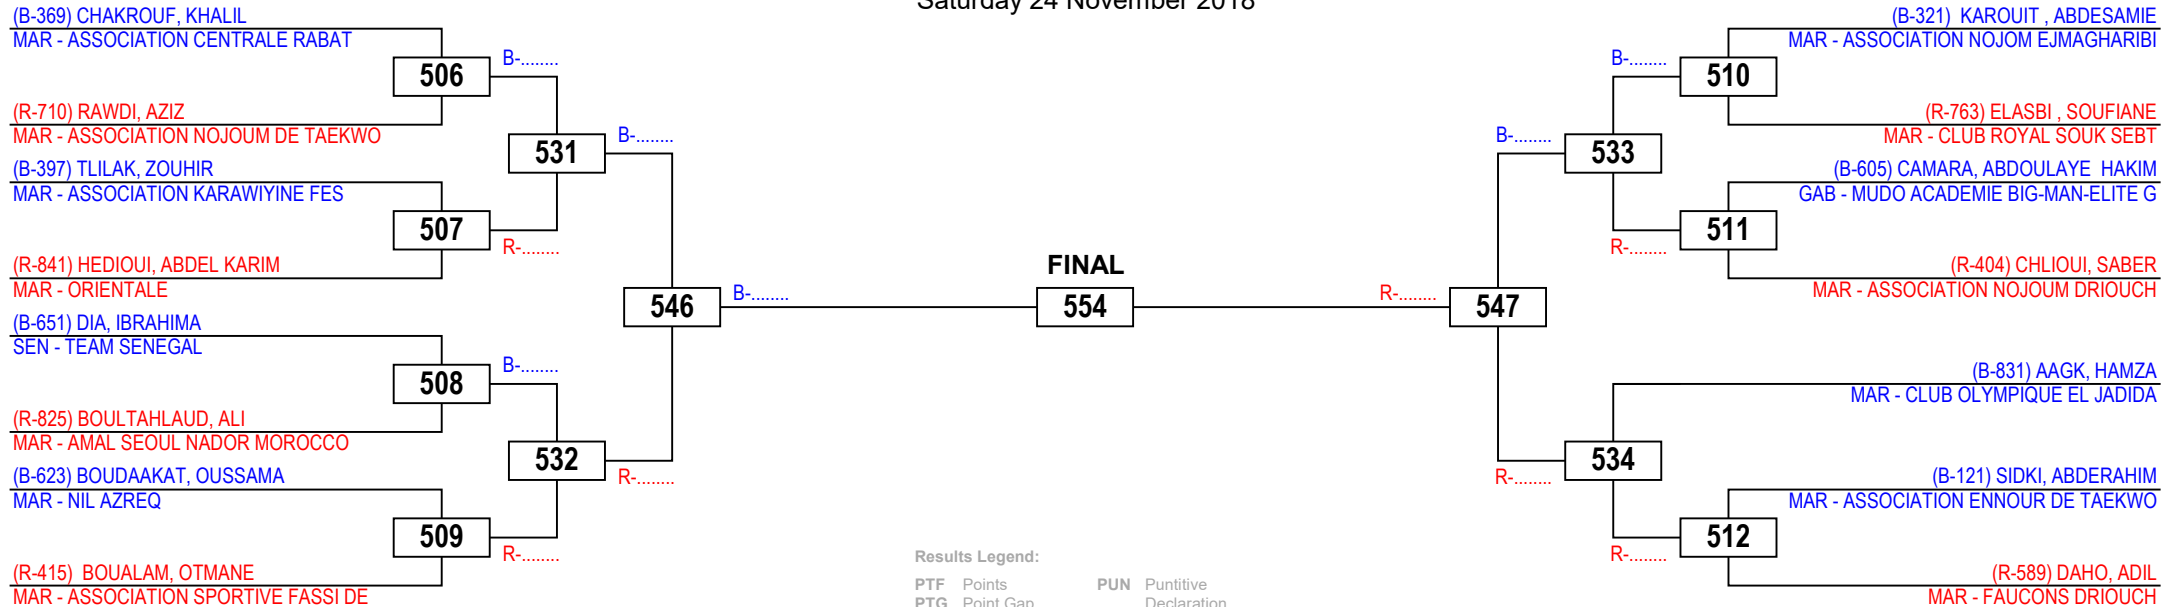 Saturday 24 November 2018
(B-369) CHAKROUF, KHALIL
MAR - ASSOCIATION CENTRALE RABAT
506
B-........
(R-710) RAWDI, AZIZ
MAR - ASSOCIATION NOJOUM DE TAEKWO
531
B-........
(B-397) TLILAK, ZOUHIR
MAR - ASSOCIATION KARAWIYINE FES
507
R-........
(R-841) HEDIOUI, ABDEL KARIM
MAR - ORIENTALE
546
B-........
(B-651) DIA, IBRAHIMA
SEN - TEAM SENEGAL
508
B-........
(R-825) BOULTAHLAUD, ALI
MAR - AMAL SEOUL NADOR MOROCCO
532
R-........
(B-623) BOUDAAKAT, OUSSAMA
MAR - NIL AZREQ
509
R-........
(R-415) BOUALAM, OTMANE
MAR - ASSOCIATION SPORTIVE FASSI DE
FINAL
554
(B-321) KAROUIT , ABDESAMIE
MAR - ASSOCIATION NOJOM EJMAGHARIBI
B-........
510
(R-763) ELASBI , SOUFIANE
MAR - CLUB ROYAL SOUK SEBT
B-........
533
(B-605) CAMARA, ABDOULAYE HAKIM
GAB - MUDO ACADEMIE BIG-MAN-ELITE G
R-........
511
(R-404) CHLIOUI, SABER
MAR - ASSOCIATION NOJOUM DRIOUCH
R-........
547
(B-831) AAGK, HAMZA
MAR - CLUB OLYMPIQUE EL JADIDA
R-........
534
(B-121) SIDKI, ABDERAHIM
MAR - ASSOCIATION ENNOUR DE TAEKWO
R-........
512
(R-589) DAHO, ADIL
MAR - FAUCONS DRIOUCH
Results Legend:
PTF Points PUN Puntitive
PTG Point Gap Declaration